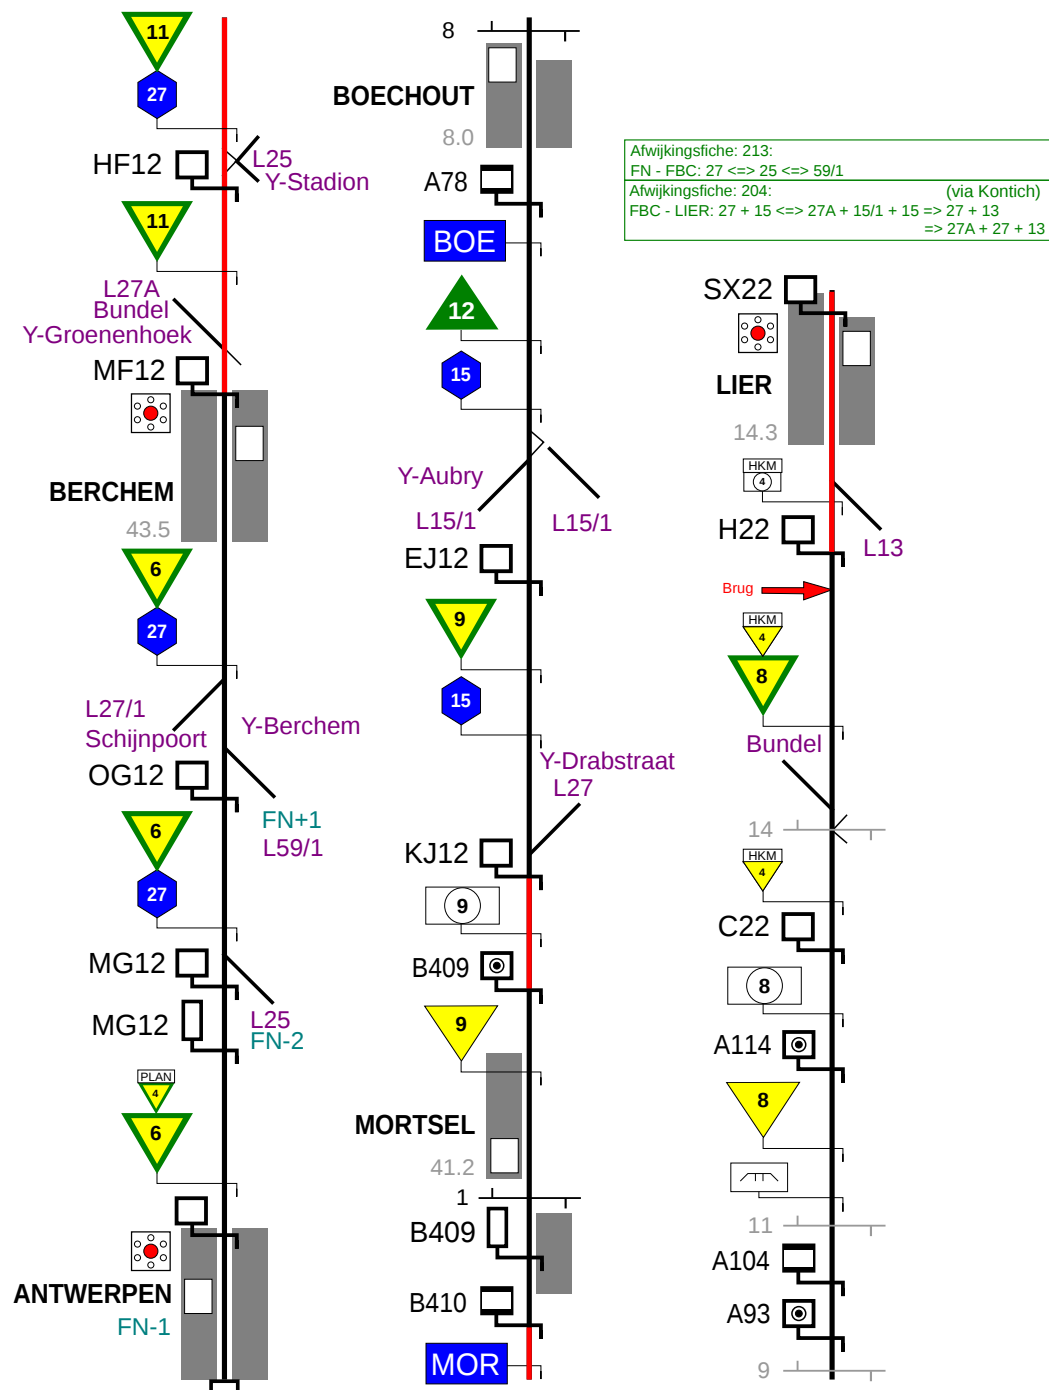 11
27
HF12
L25
Y-Stadion
11
L27A
Bundel
Y-Groenenhoek
MF12
BERCHEM
43.5
6
27
L27/1
Schijnpoort
Y-Berchem
OG12
FN+1
L59/1
6
27
MG12
L25
FN-2
MG12
PLAN
4
6
ANTWERPEN
FN-1
8
BOECHOUT
8.0
A78
BOE
12
15
Y-Aubry
L15/1
L15/1
EJ12
9
15
Y-Drabstraat
L27
KJ12
9
B409
9
MORTSEL
41.2
1
B409
B410
MOR
Afwijkingsfiche: 213:
FN - FBC: 27 <=> 25 <=> 59/1
Afwijkingsfiche: 204: (via Kontich)
FBC - LIER: 27 + 15 <=> 27A + 15/1 + 15 => 27 + 13
=> 27A + 27 + 13
SX22
LIER
14.3
HKM
4
H22
L13
Brug
HKM
4
8
Bundel
14
HKM
4
C22
8
A114
8
11
A104
A93
9